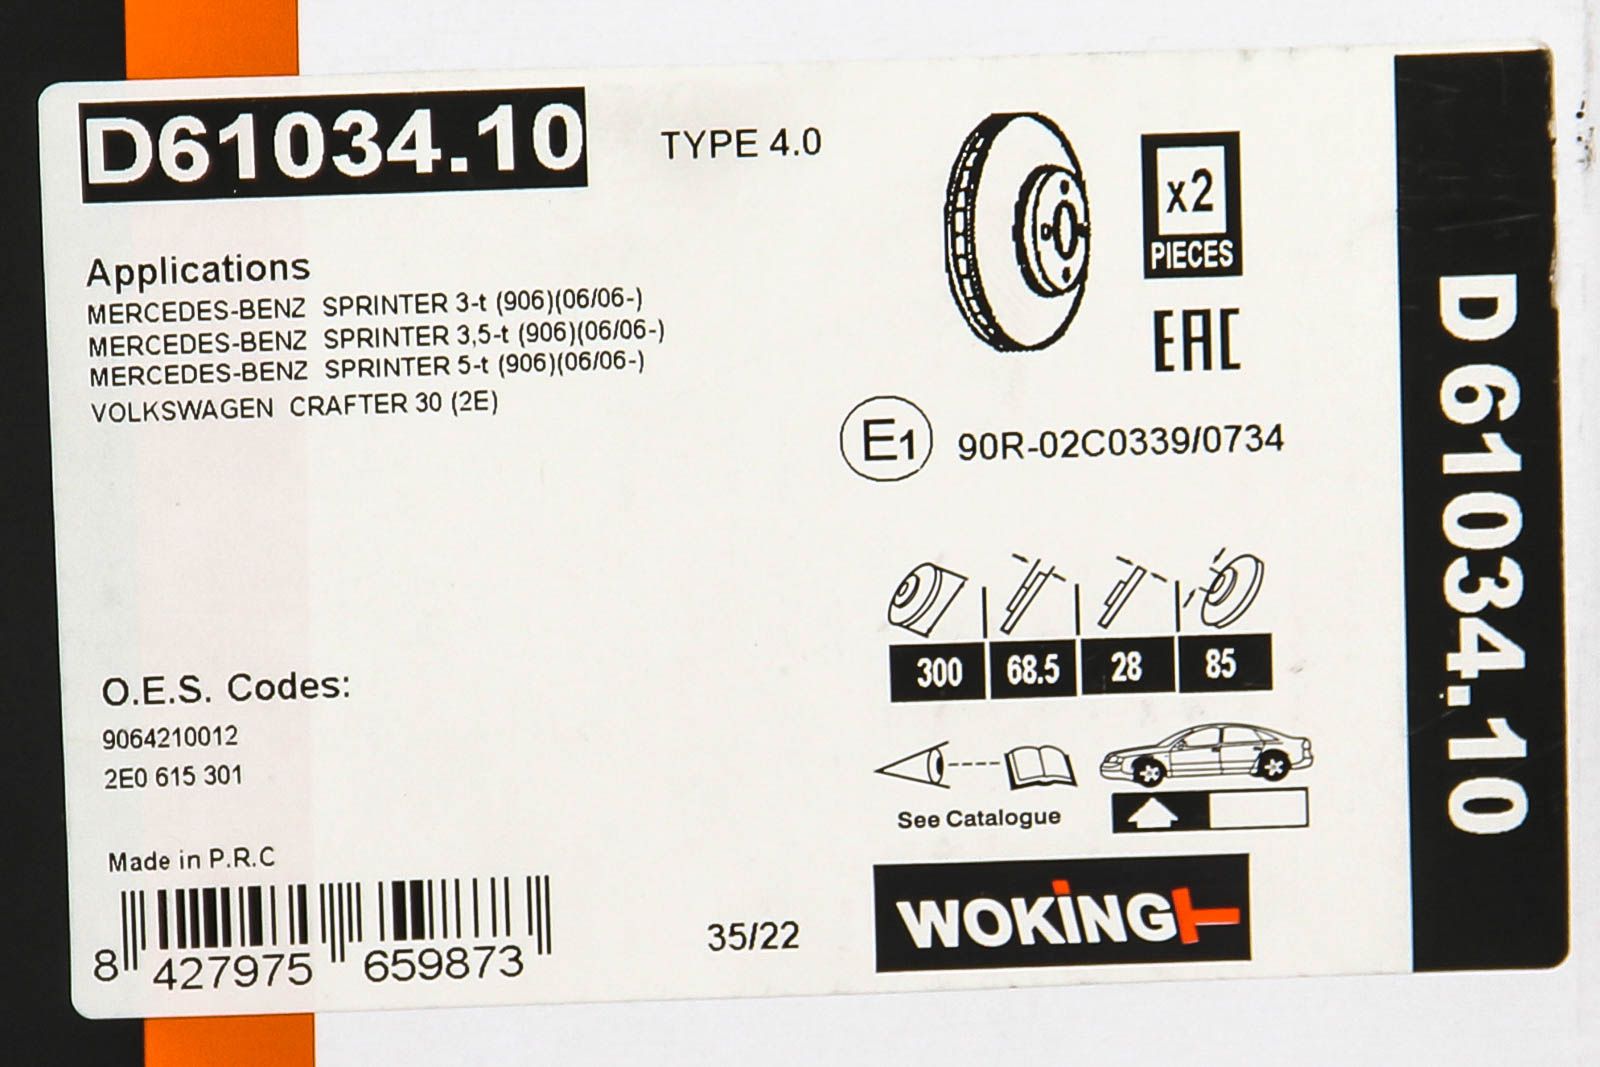 D61034.10
TYPE 4.0
x2
PIECES
Applications
MERCEDES-BENZ SPRINTER 3-t (906)(06/06-)
MERCEDES-BENZ SPRINTER 3,5-t (906)(06/06-)
MERCEDES-BENZ SPRINTER 5-t (906)(06/06-)
VOLKSWAGEN CRAFTER 30 (2E)
EAC
E1 90R-02C0339/0734
300 68.5 28 85
O.E.S. Codes:
9064210012
2E0 615 301
See Catalogue
Made in P.R.C
8 427975 659873
35/22
WOKING
D61034.10